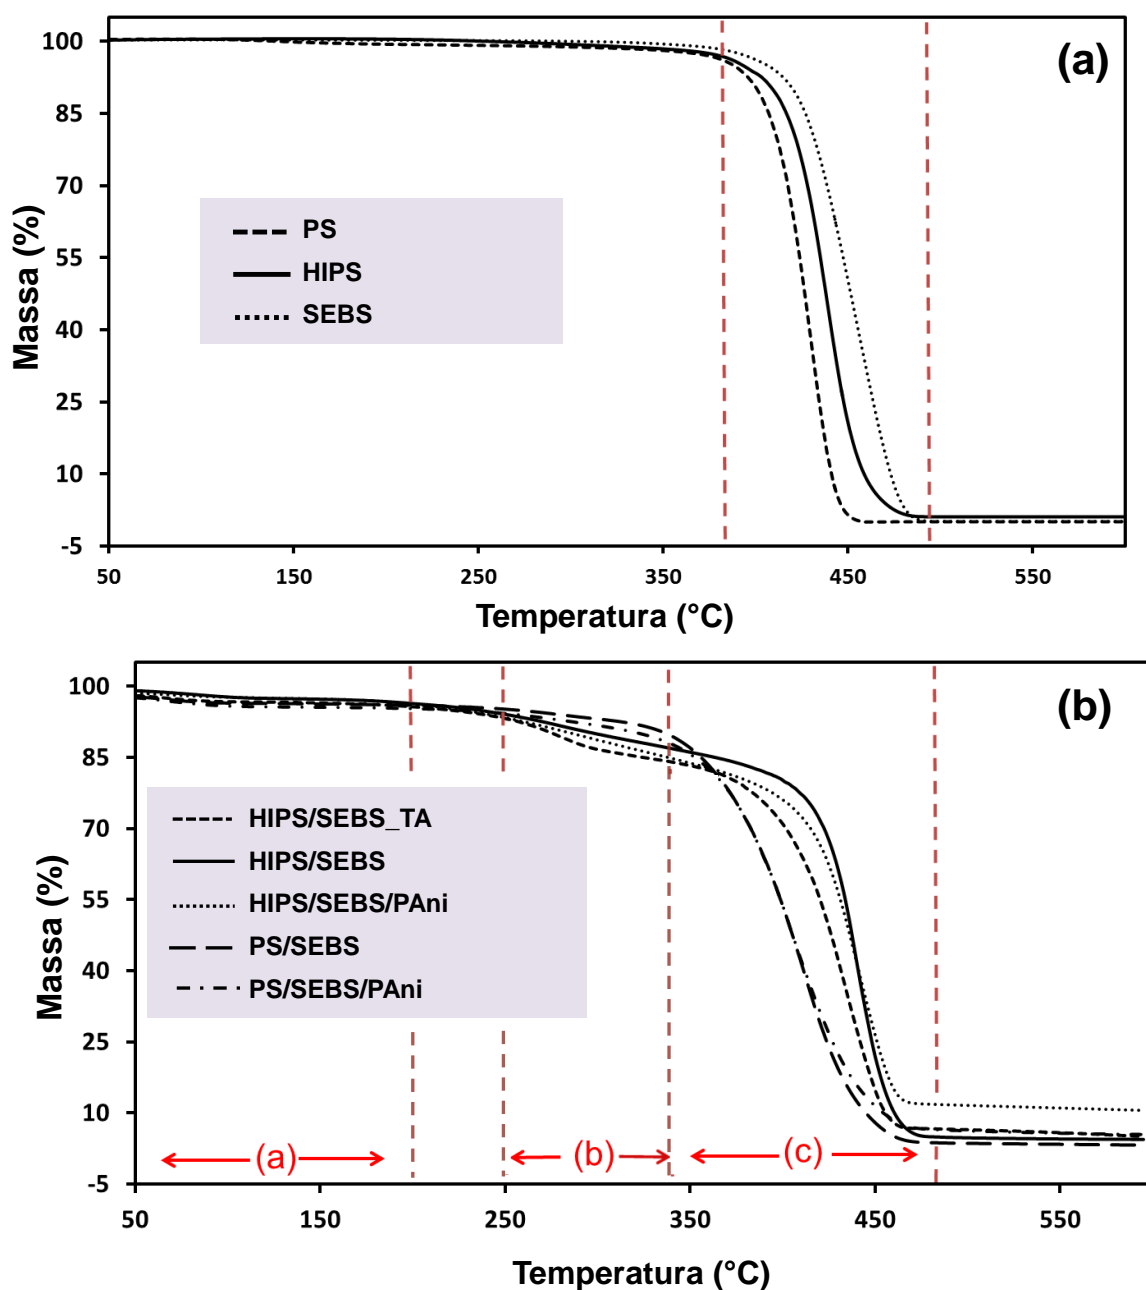 (a)
100
85
70
55
40
25
10
-5
Massa (%)
PS
HIPS
SEBS
50
150
250
350
450
550
Temperatura (°C)
(b)
100
85
70
55
40
25
10
-5
Massa (%)
HIPS/SEBS_TA
HIPS/SEBS
HIPS/SEBS/PAni
PS/SEBS
PS/SEBS/PAni
(a)
(b)
(c)
50
150
250
350
450
550
Temperatura (°C)